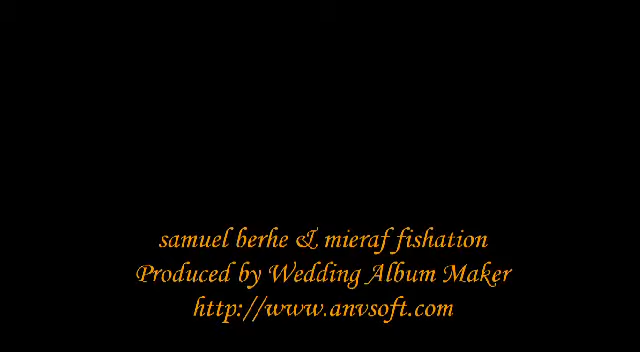 samuel berhe & mieraf fishation
Produced by Wedding Album Maker
http://www.anvsoft.com